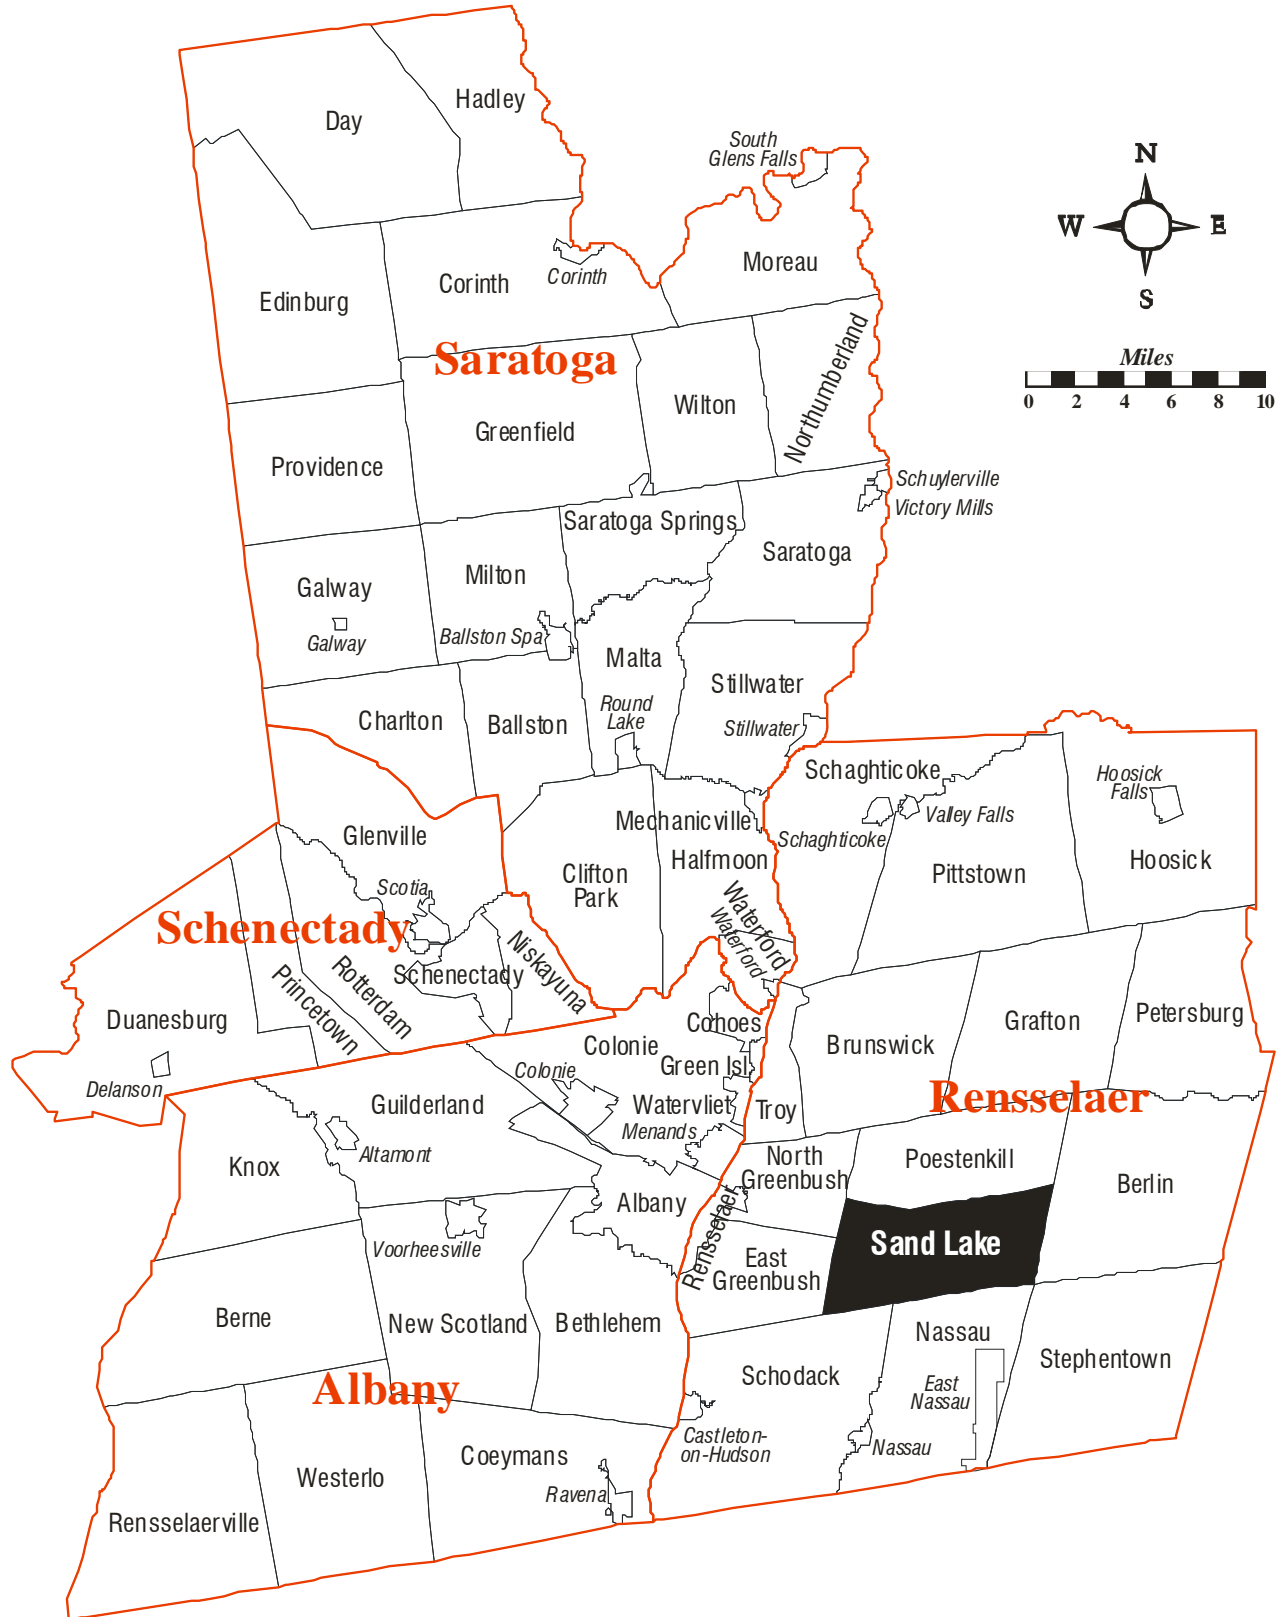 Hadley
Day
South
Glens Falls
N
W
E
S
Moreau
Corinth
Corinth
Edinburg
Saratoga
Northumberland
Miles
0 2 4 6 8 10
Wilton
Greenfield
Providence
Schuylerville
Victory Mills
Saratoga Springs
Saratoga
Milton
Galway
Galway
Ballston Spa
Malta
Stillwater
Round
Lake
Charlton
Ballston
Stillwater
Schaghticoke
Hoosick
Falls
Valley Falls
Mechanicville
Schaghticoke
Glenville
Halfmoon
Hoosick
Clifton
Park
Pittstown
Scotia
Waterford
Waterford
Schenectady
Niskayuna
Rotterdam
Schenectady
Princetown
Duanesburg
Cohoes
Grafton
Petersburg
Colonie
Brunswick
Green Isl.
Colonie
Delanson
Rensselaer
Guilderland
Watervliet
Troy
Menands
Altamont
Knox
North
Greenbush
Poestenkill
Berlin
Albany
Rensselaer
Voorheesville
Sand Lake
East
Greenbush
Berne
New Scotland
Bethlehem
Nassau
Stephentown
Schodack
Albany
East
Nassau
Castleton-
on-Hudson
Nassau
Coeymans
Westerlo
Ravena
Rensselaerville